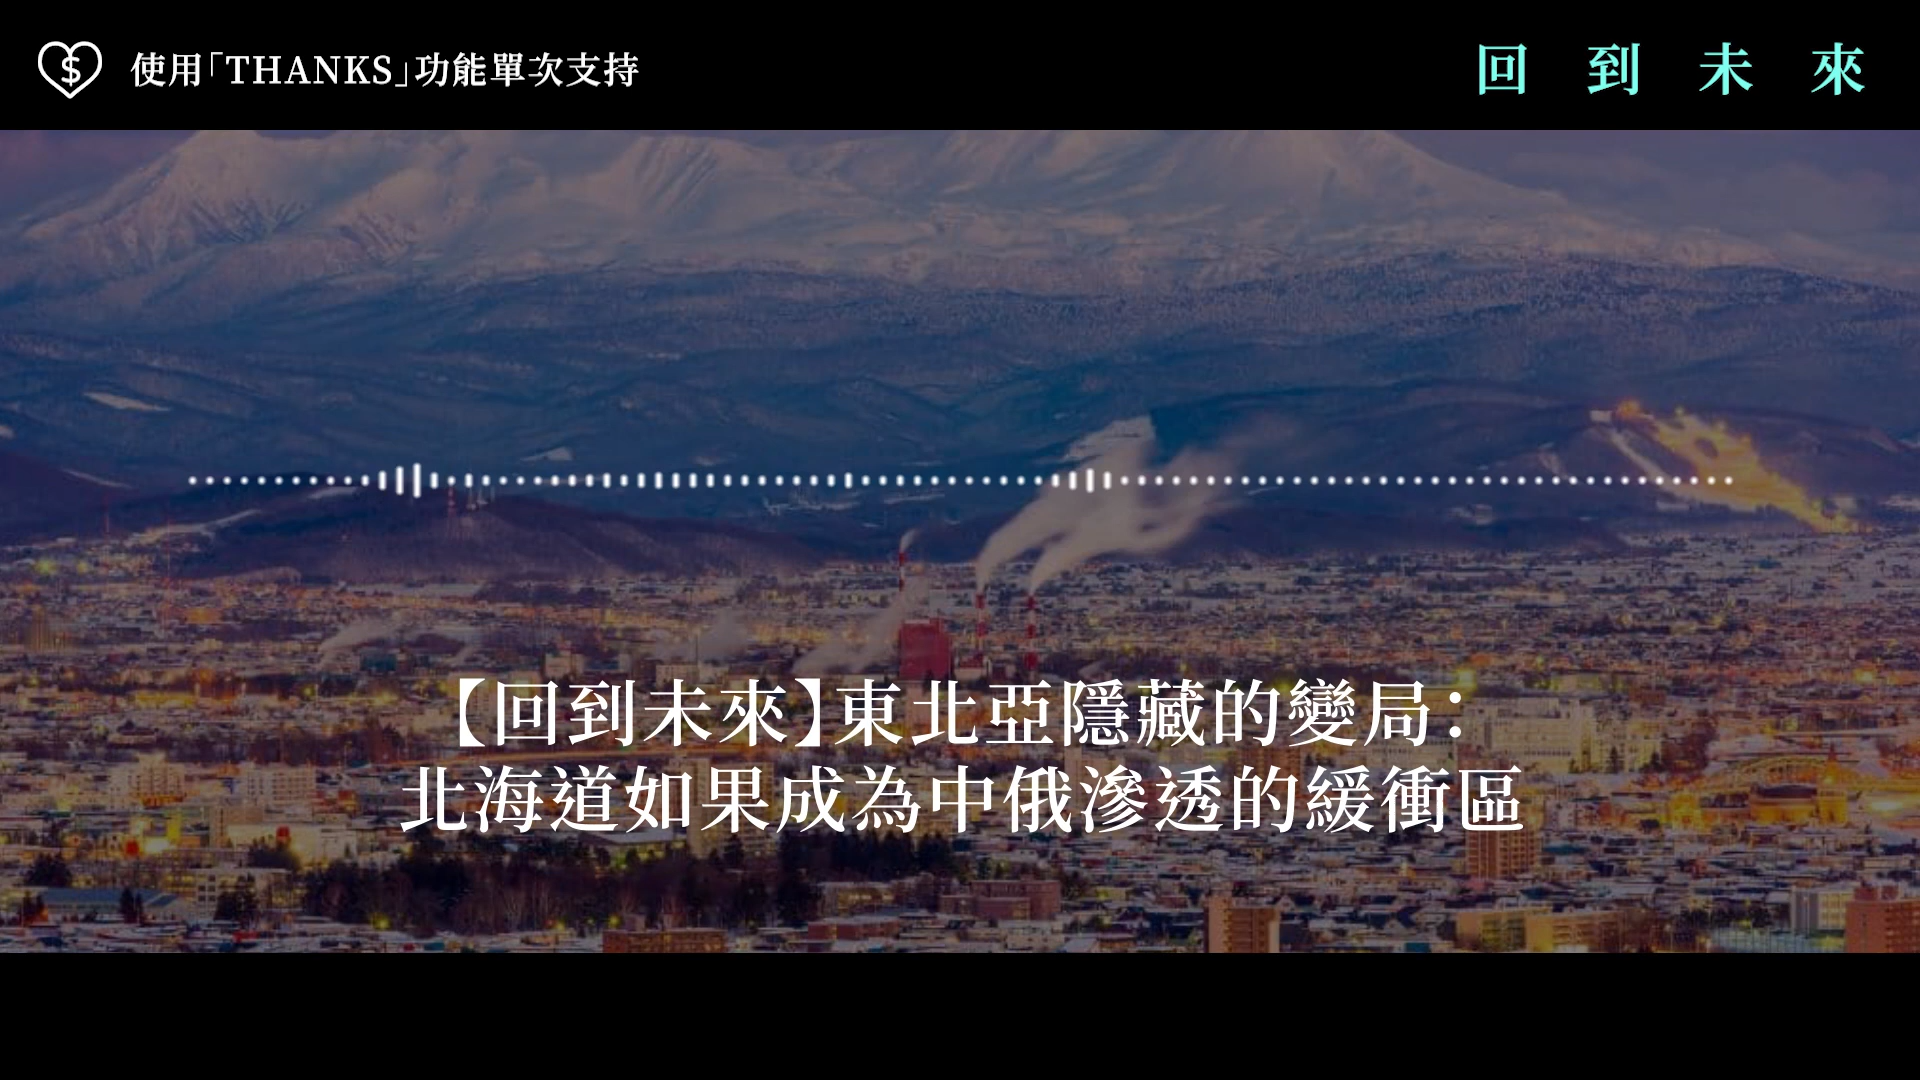 使用「THANKS」功能單次支持
回到未來
【回到未來】東北亞隱藏的變局：
北海道如果成為中俄滲透的緩衝區